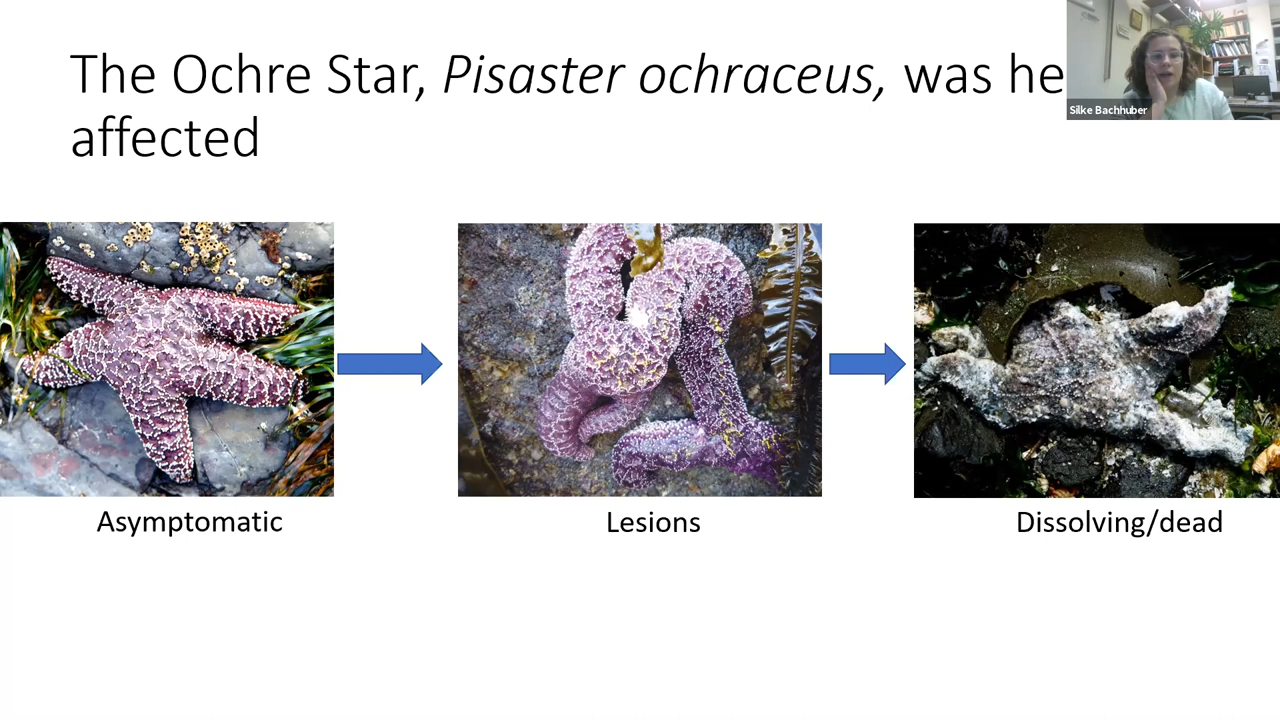 The Ochre Star, Pisaster ochraceus, was he
affected
Silke Bachhuber
Asymptomatic
Lesions
Dissolving/dead